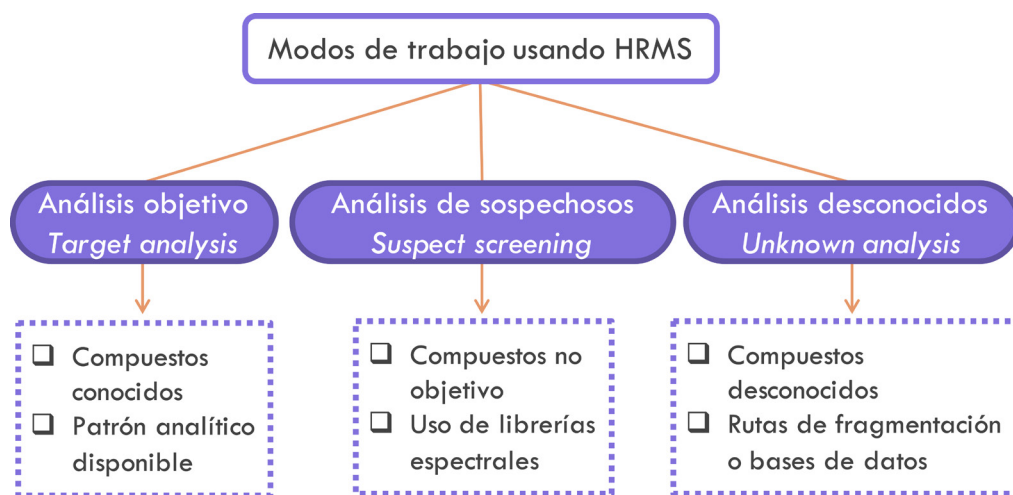 Modos de trabajo usando HRMS
Análisis objetivo
Target analysis
Análisis de sospechosos
Suspect screening
Análisis desconocidos
Unknown analysis
Compuestos
conocidos
Patrón analítico
disponible
Compuestos no
objetivo
Uso de librerías
espectrales
Compuestos
desconocidos
Rutas de fragmentación
o bases de datos